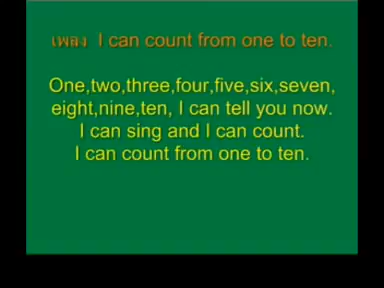 เพลง I can count from one to ten.
One,two,three,four,five,six,seven,
eight,nine,ten, I can tell you now.
I can sing and I can count.
I can count from one to ten.